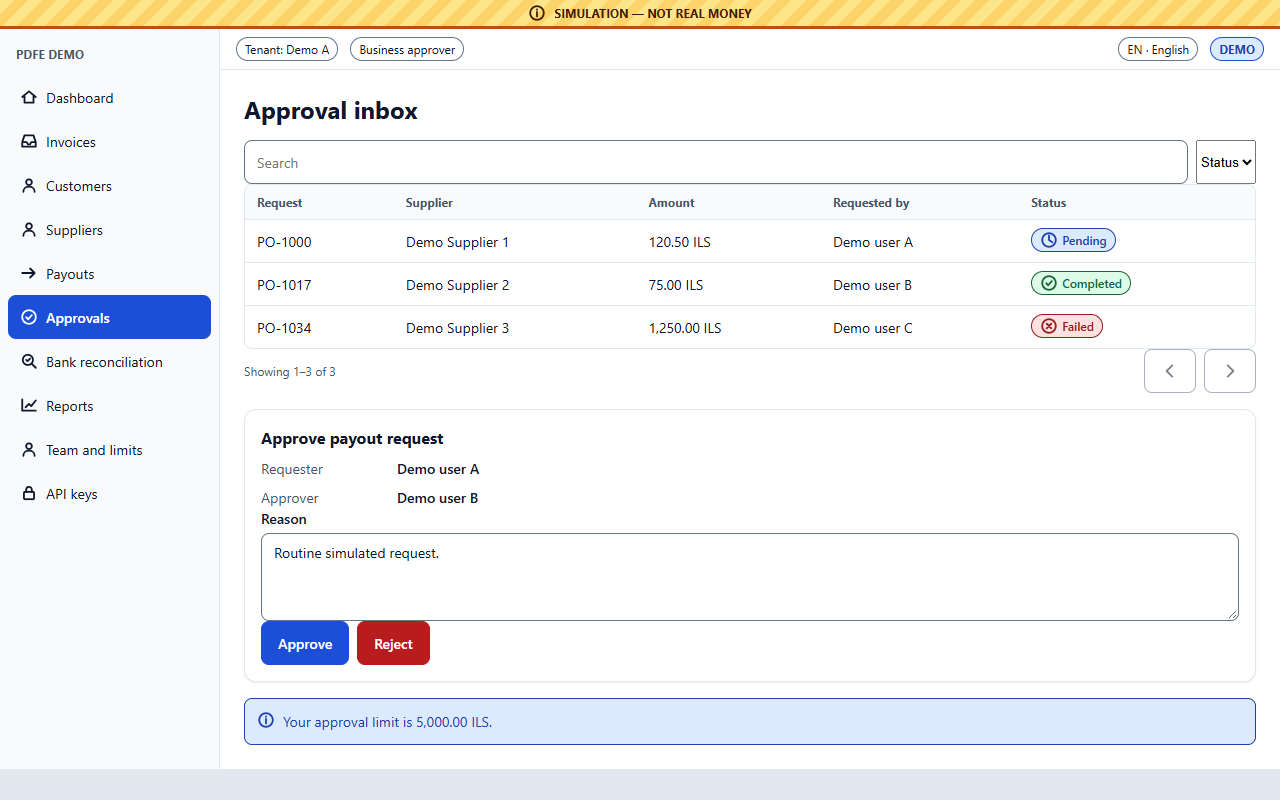 SIMULATION — NOT REAL MONEY
PDFE DEMO
Tenant: Demo A
Business approver
EN · English
DEMO
Dashboard
Invoices
Customers
Suppliers
Payouts
Approvals
Bank reconciliation
Reports
Team and limits
API keys
Approval inbox
Search
Status
Request Supplier Amount Requested by Status
PO-1000 Demo Supplier 1 120.50 ILS Demo user A Pending
PO-1017 Demo Supplier 2 75.00 ILS Demo user B Completed
PO-1034 Demo Supplier 3 1,250.00 ILS Demo user C Failed
Showing 1–3 of 3
Approve payout request
Requester Demo user A
Approver Demo user B
Reason
Routine simulated request.
Approve Reject
Your approval limit is 5,000.00 ILS.